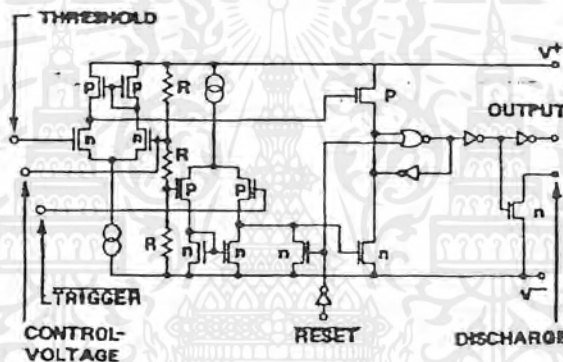 THRESHOLD
V+
P P R
P
OUTPUT
n n
R
P P
R
n n n n
n
TRIGGER
V-
CONTROL-
VOLTAGE
RESET
DISCHARGE